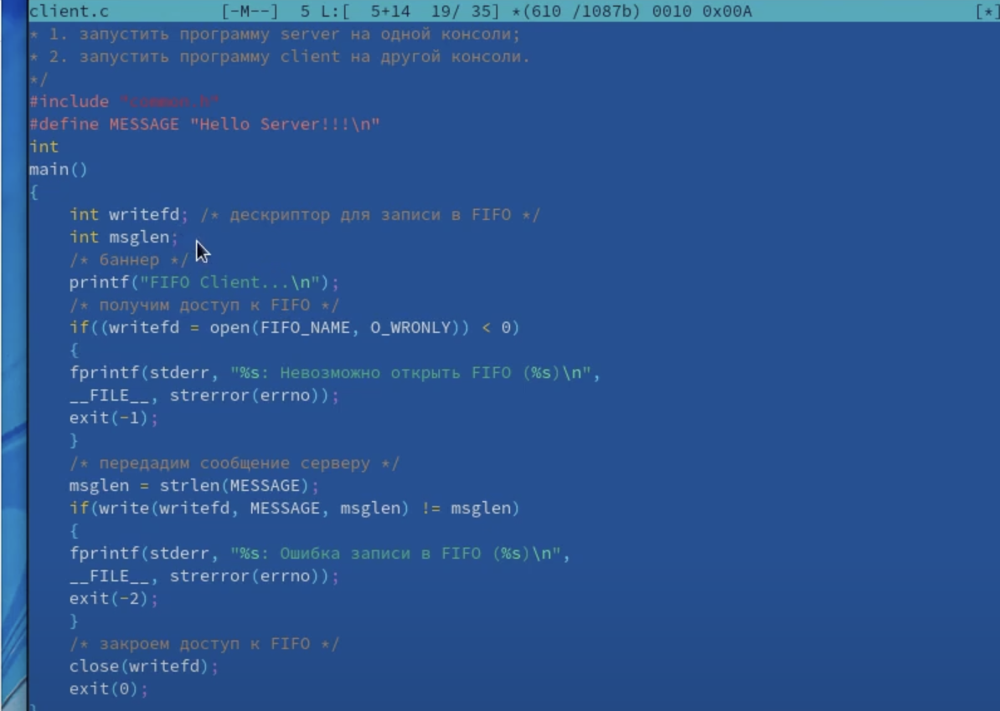 client.c [-M--] 5 L:[ 5+14 19/ 35] *(610 /1087b) 0010 0x00A [*]
* 1. запустить программу server на одной консоли;
* 2. запустить программу client на другой консоли.
*/
#include "common.h"
#define MESSAGE "Hello Server!!!\n"
int
main()
{
int writefd; /* дескриптор для записи в FIFO */
int msglen;
/* баннер */
printf("FIFO Client...\n");
/* получим доступ к FIFO */
if((writefd = open(FIFO_NAME, O_WRONLY)) < 0)
{
fprintf(stderr, "%s: Невозможно открыть FIFO (%s)\n",
__FILE__, strerror(errno));
exit(-1);
}
/* передадим сообщение серверу */
msglen = strlen(MESSAGE);
if(write(writefd, MESSAGE, msglen) != msglen)
{
fprintf(stderr, "%s: Ошибка записи в FIFO (%s)\n",
__FILE__, strerror(errno));
exit(-2);
}
/* закроем доступ к FIFO */
close(writefd);
exit(0);
}